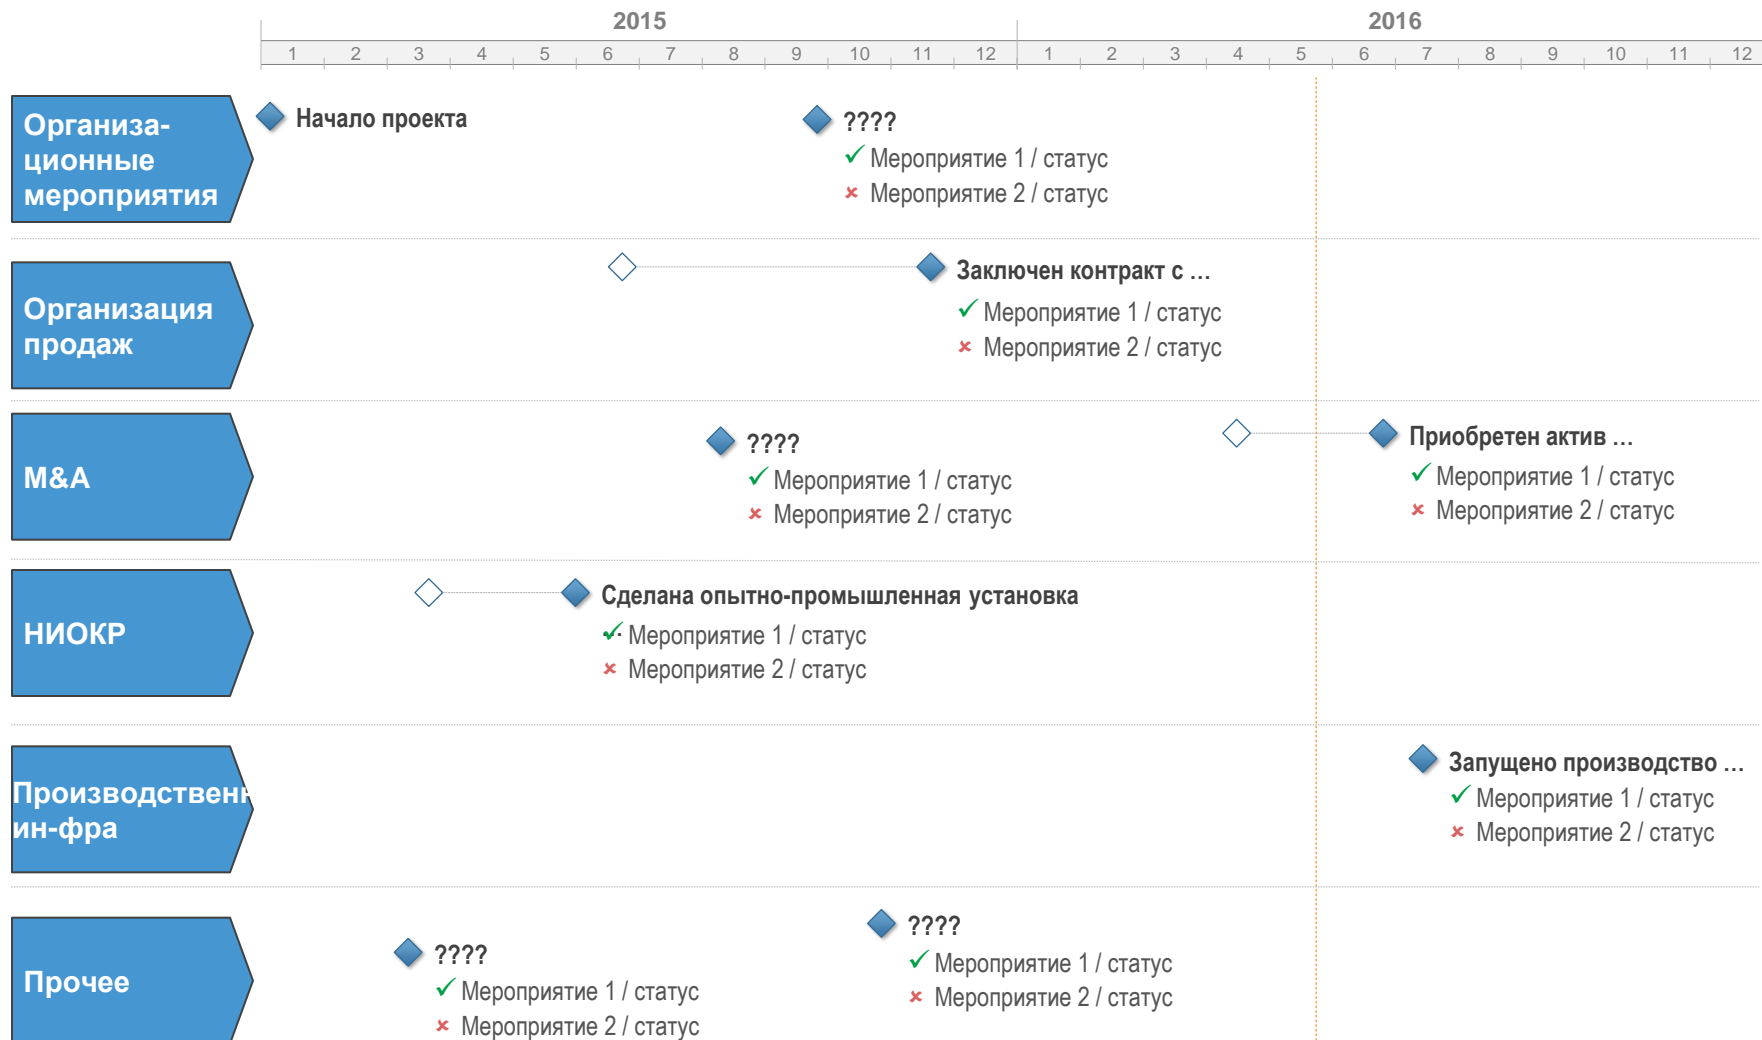 2015 2016
1 2 3 4 5 6 7 8 9 10 11 12 1 2 3 4 5 6 7 8 9 10 11 12
Организа-
ционные
мероприятия
Начало проекта
????
Мероприятие 1 / статус
Мероприятие 2 / статус
Организация
продаж
Заключен контракт с ...
Мероприятие 1 / статус
Мероприятие 2 / статус
M&A
????
Мероприятие 1 / статус
Мероприятие 2 / статус
Приобретен актив ...
Мероприятие 1 / статус
Мероприятие 2 / статус
НИОКР
Сделана опытно-промышленная установка
Мероприятие 1 / статус
Мероприятие 2 / статус
Производственн
ин-фра
Запущено производство ...
Мероприятие 1 / статус
Мероприятие 2 / статус
Прочее
????
Мероприятие 1 / статус
Мероприятие 2 / статус
????
Мероприятие 1 / статус
Мероприятие 2 / статус